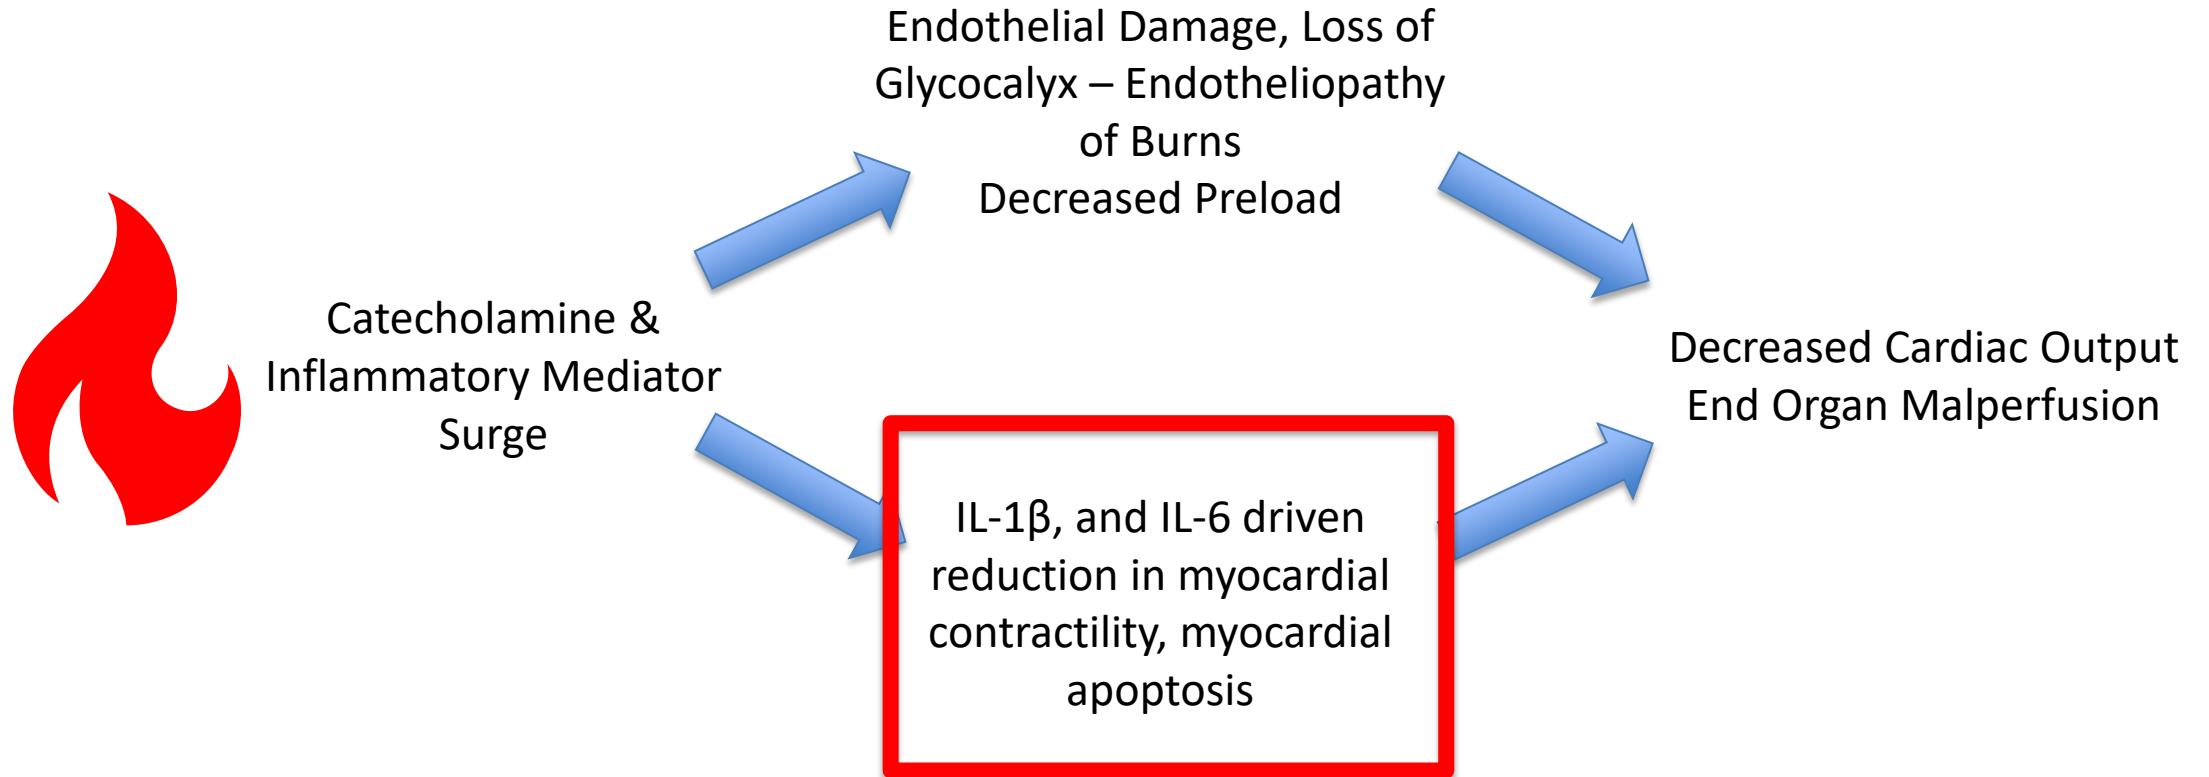 Endothelial Damage, Loss of
Glycocalyx – Endotheliopathy
of Burns
Decreased Preload
Catecholamine &
Inflammatory Mediator
Surge
Decreased Cardiac Output
End Organ Malperfusion
IL-1β, and IL-6 driven
reduction in myocardial
contractility, myocardial
apoptosis